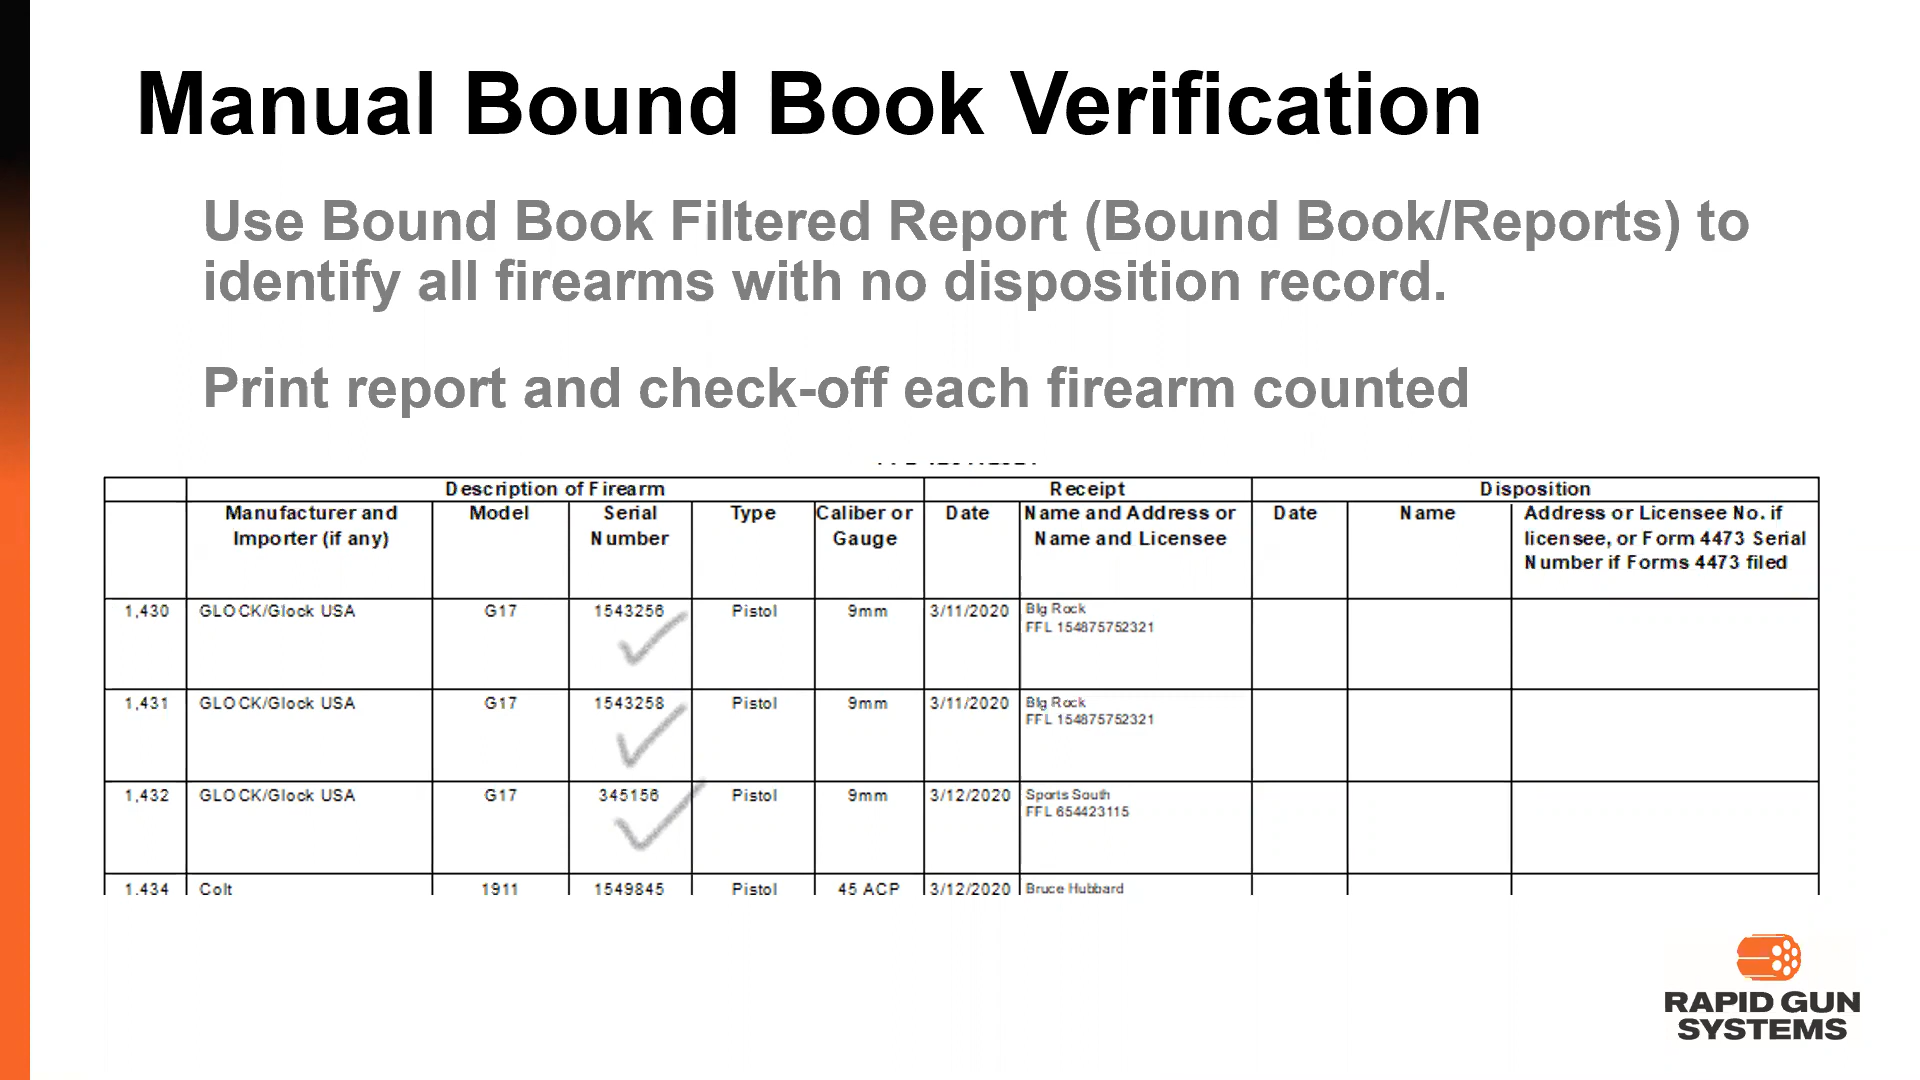 Manual Bound Book Verification
Use Bound Book Filtered Report (Bound Book/Reports) to
identify all firearms with no disposition record.
Print report and check-off each firearm counted
Description of Firearm Receipt Disposition
Manufacturer and Importer (if any) Model Serial Number Type Caliber or Gauge Date Name and Address or Name and Licensee Date Name Address or Licensee No. if licensee, or Form 4473 Serial Number if Forms 4473 filed
1,430 GLOCK/Glock USA G17 1543256 Pistol 9mm 3/11/2020 Big Rock
FFL 154875752321
1,431 GLOCK/Glock USA G17 1543258 Pistol 9mm 3/11/2020 Big Rock
FFL 154875752321
1,432 GLOCK/Glock USA G17 345156 Pistol 9mm 3/12/2020 Sports South
FFL 654423115
1.434 Colt 1911 1549845 Pistol 45 ACP 3/12/2020 Bruce Hubbard
RAPID GUN
SYSTEMS